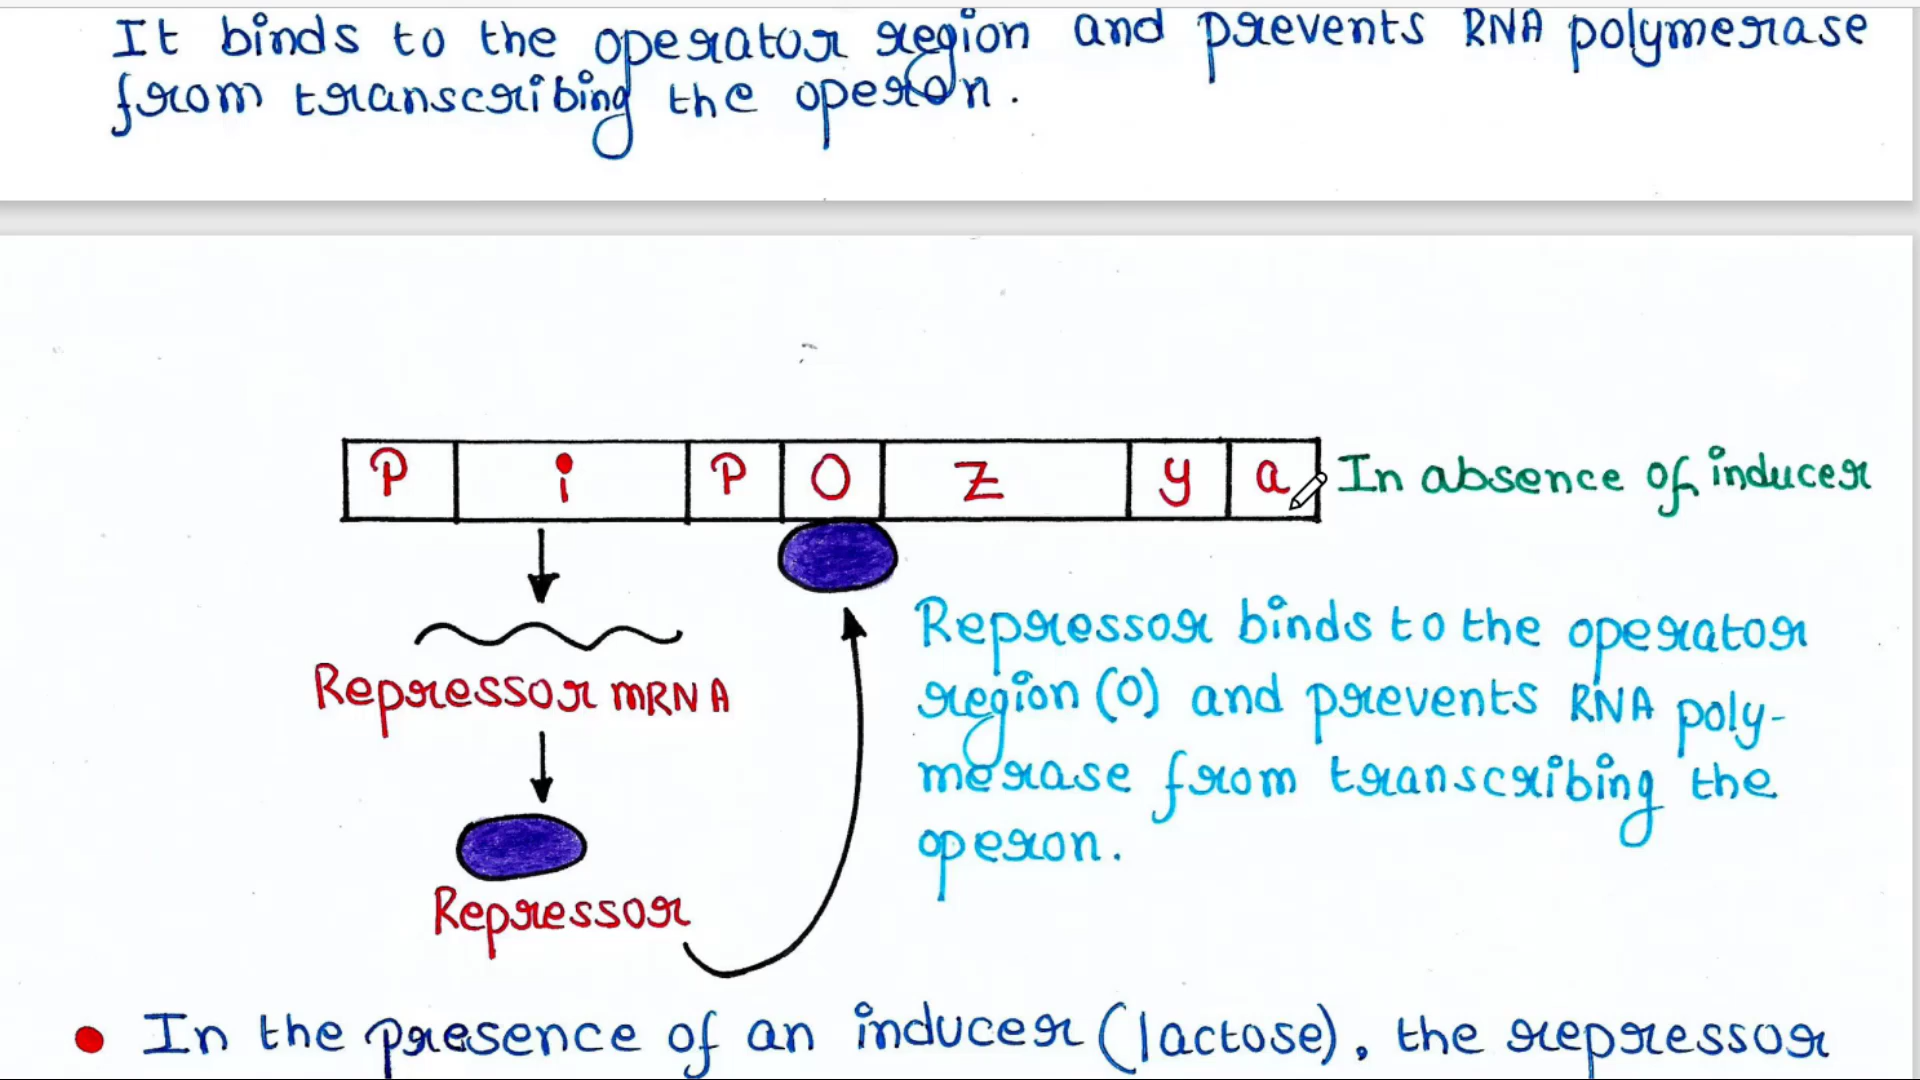 It binds to the operator region and prevents RNA polymerase
from transcribing the operon.
P i P O Z y a In absence of inducer
Repressor binds to the operator
region (O) and prevents RNA poly-
merase from transcribing the
operon.
Repressor mRNA
Repressor
In the presence of an inducer (lactose), the repressor